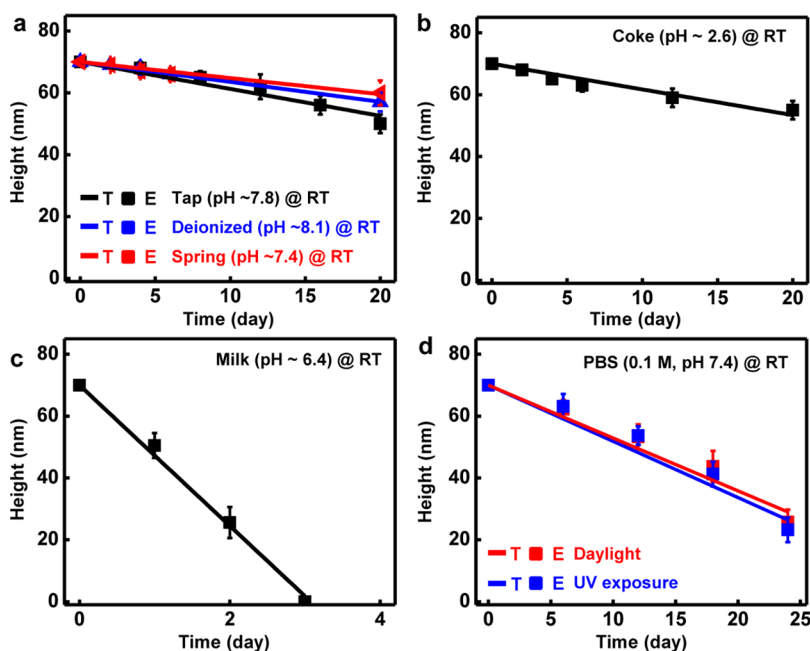 a
80
60
40
20
0
Height (nm)
T E Tap (pH ~7.8) @ RT
T E Deionized (pH ~8.1) @ RT
T E Spring (pH ~7.4) @ RT
0 5 10 15 20
Time (day)
b
Coke (pH ~ 2.6) @ RT
80
60
40
20
0
Height (nm)
0 5 10 15 20
Time (day)
c
Milk (pH ~ 6.4) @ RT
80
60
40
20
0
Height (nm)
0 2 4
Time (day)
d
PBS (0.1 M, pH 7.4) @ RT
80
60
40
20
0
Height (nm)
T E Daylight
T E UV exposure
0 5 10 15 20 25
Time (day)